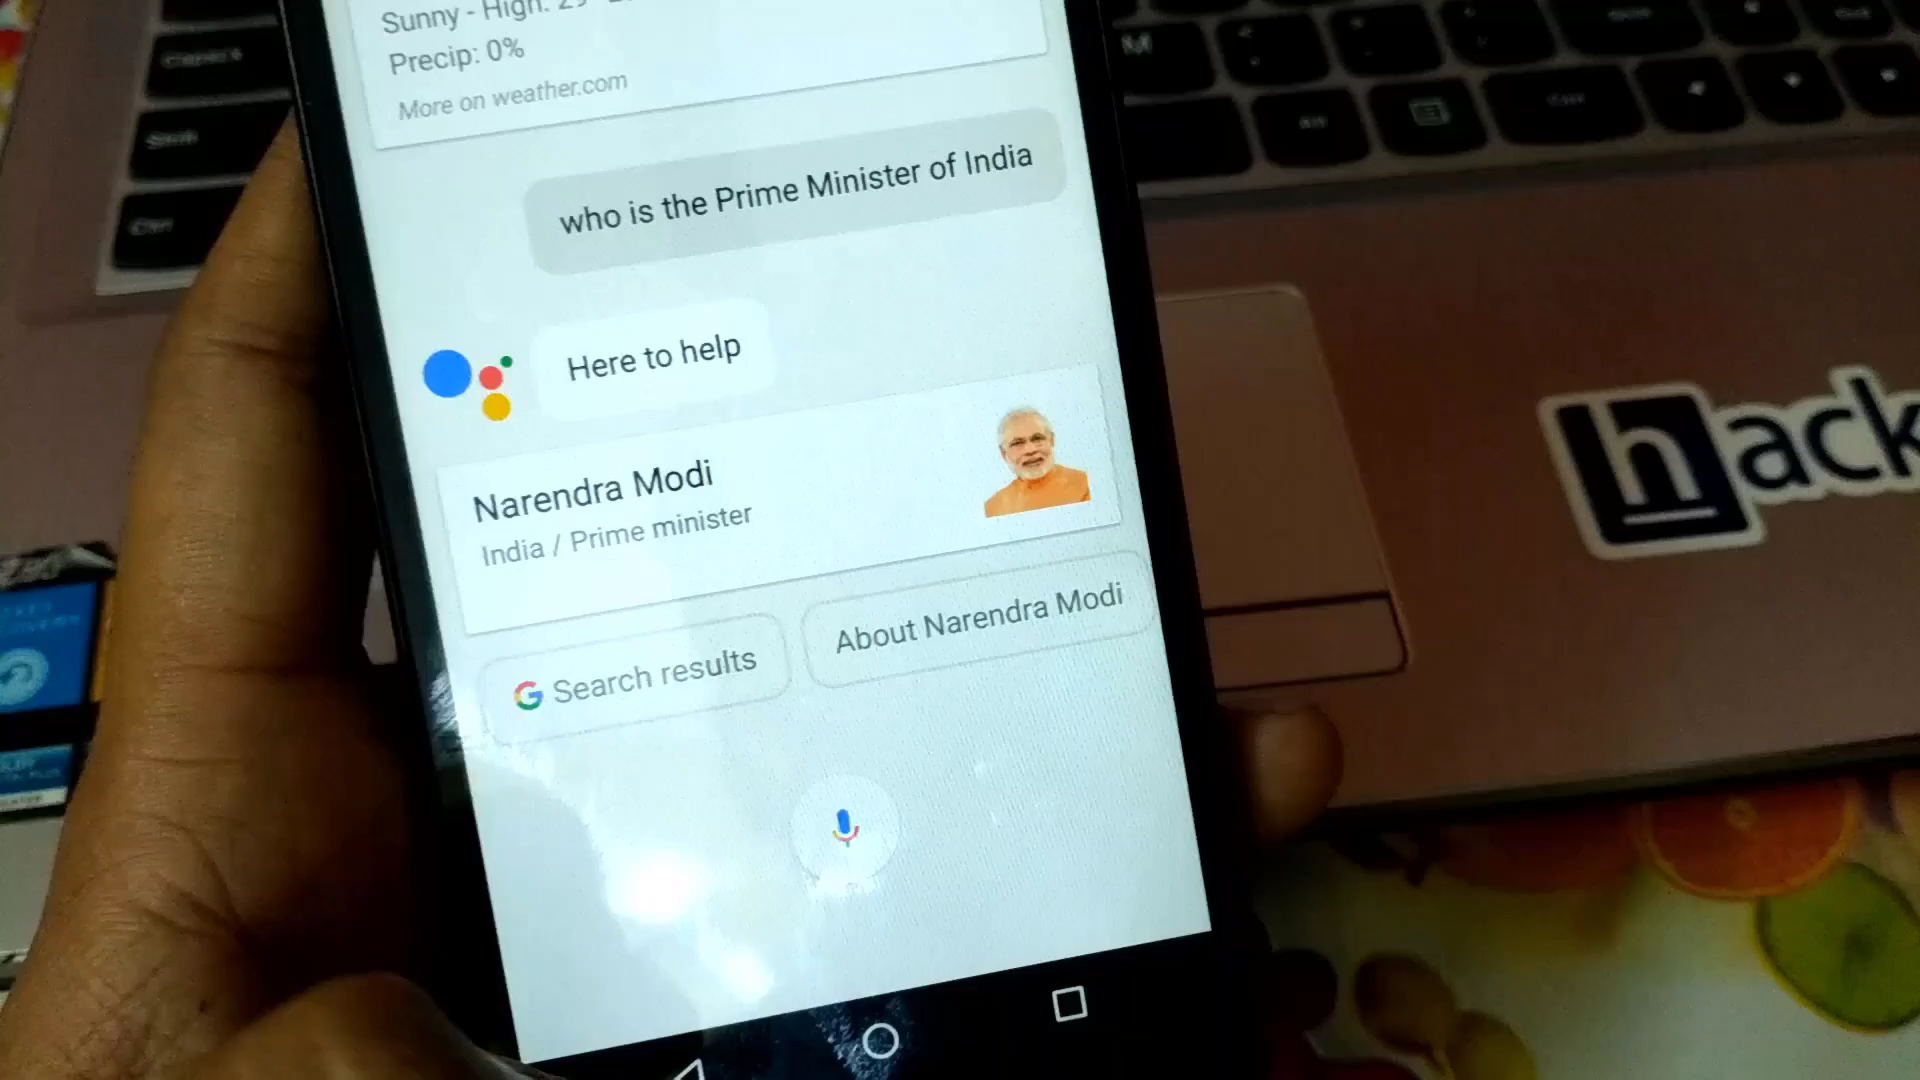 Sunny - High: 29°
Precip: 0%
More on weather.com
who is the Prime Minister of India
Here to help
Narendra Modi
India / Prime minister
G Search results
About Narendra Modi
M
Ctrl
h hack